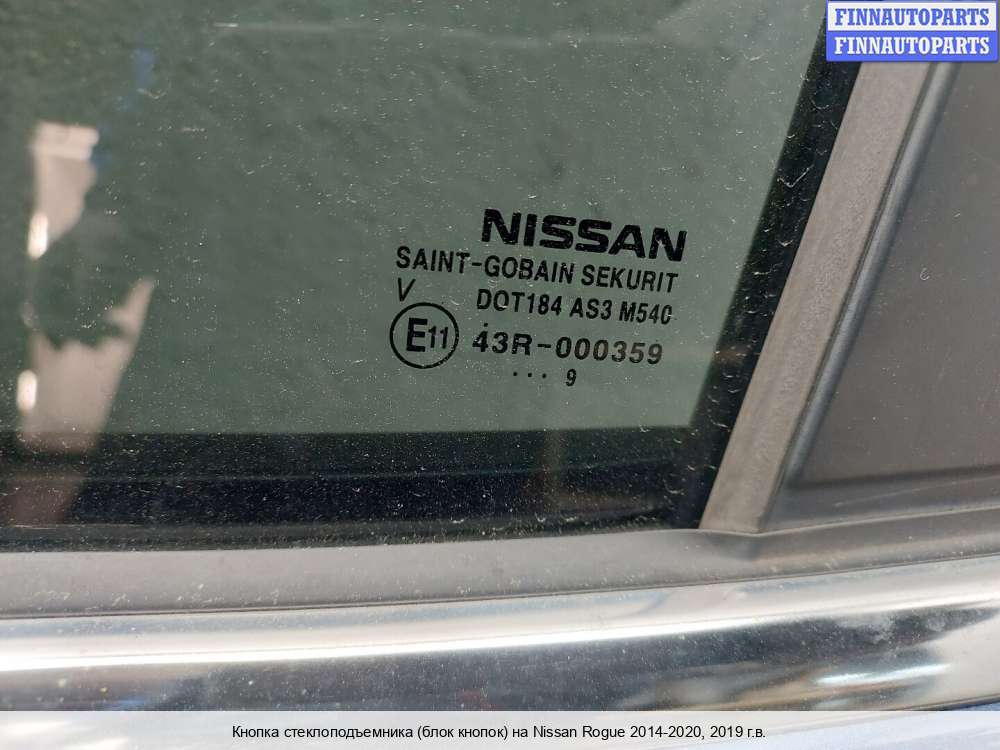 FINNAUTOPARTS
FINNAUTOPARTS
NISSAN
SAINT-GOBAIN SEKURIT
V DOT184 AS3 M540
E11 43R-000359
... 9
Кнопка стеклоподъемника (блок кнопок) на Nissan Rogue 2014-2020, 2019 г.в.